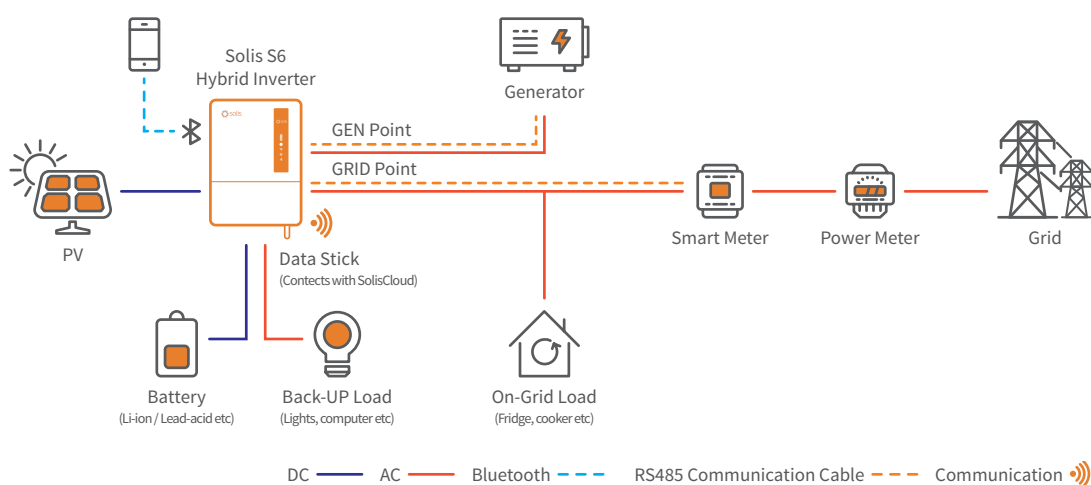 Solis S6
Hybrid Inverter
solis
Generator
GEN Point
GRID Point
PV
Data Stick
(Contects with SolisCloud)
Smart Meter
Power Meter
Grid
Battery
(Li-ion / Lead-acid etc)
Back-UP Load
(Lights, computer etc)
On-Grid Load
(Fridge, cooker etc)
DC
AC
Bluetooth
RS485 Communication Cable
Communication